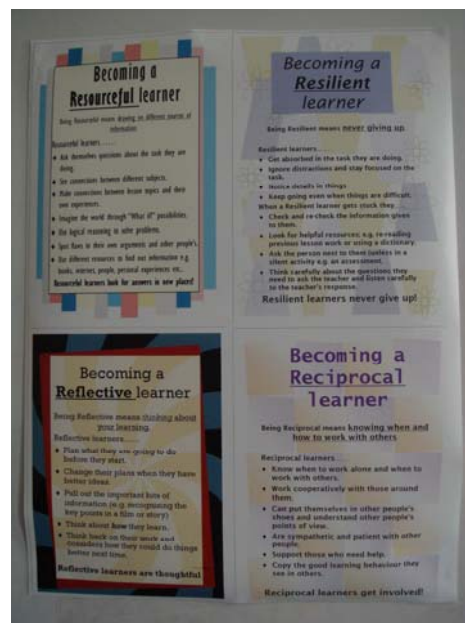 Becoming a
Resourceful learner
Being Resourceful means drawing on different sources of
information.
Resourceful learners.......
Ask themselves questions about the task they are
doing.
See connections between different subjects.
Make connections between lesson topics and their
own experiences.
Imagine the world through "What if?" possibilities.
Use logical reasoning to solve problems.
Spot flaws in their own arguments and other people's
Use different resources to find out information e.g.
books, internet, people, personal experiences etc..
Resourceful learners look for answers in new places!
Becoming a
Resilient
learner
Being Resilient means never giving up.
Resilient learners....
Get absorbed in the task they are doing.
Ignore distractions and stay focused on the
task.
Notice details in things
Keep going even when things are difficult.
When a Resilient learner gets stuck they....
Check and re-check the information given
to them.
Look for helpful resources; e.g. re-reading
previous lesson work or using a dictionary.
Ask the person next to them (unless in a
silent activity e.g. an assessment.
Think carefully about the questions they
need to ask the teacher and listen carefully
to the teacher's response.
Resilient learners never give up!
Becoming a
Reflective learner
Being Reflective means thinking about
your learning.
Reflective learners......
Plan what they are going to do
before they start.
Change their plans when they have
better ideas.
Pull out the important bits of
information (e.g. recognizing the
key points in a film or story)
Think about how they learn.
Think back on their work and
considers how they could do things
better next time.
Reflective learners are thoughtful
Becoming a
Reciprocal
learner
Being Reciprocal means knowing when and
how to work with others
Reciprocal learners....
Know when to work alone and when to
work with others.
Work cooperatively with those around
them.
Can put themselves in other people's
shoes and understand other people's
points of view.
Are sympathetic and patient with other
people.
Support those who need help.
Copy the good learning behaviour they
see in others.
Reciprocal learners get involved!